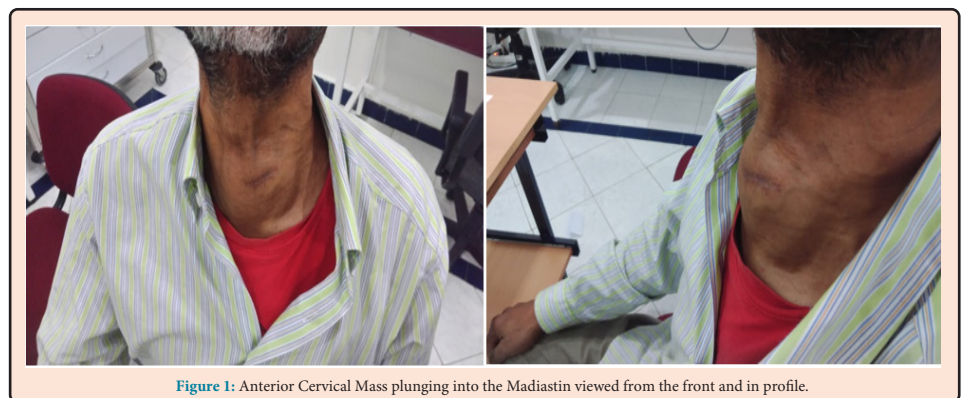 Figure 1: Anterior Cervical Mass plunging into the Madiastin viewed from the front and in profile.